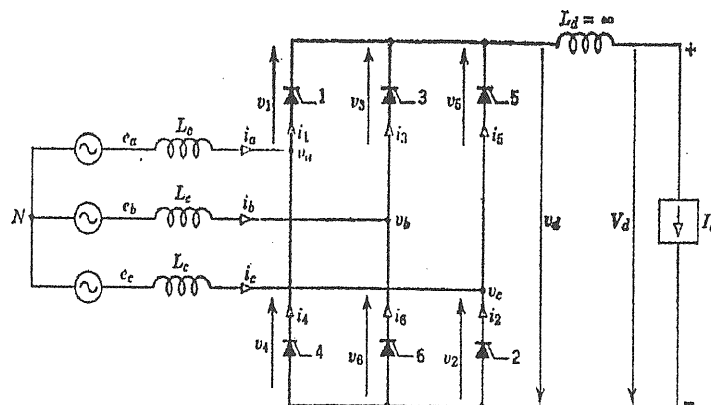 L_d = ∞
+
1
3
5
v_1
v_3
v_5
e_a
L_c
i_a
i_1
i_3
i_5
v_a
N
e_b
L_c
i_b
v_b
v_d
V_d
e_c
L_c
i_c
v_c
i_4
i_6
i_2
v_4
4
v_6
6
v_2
2
−